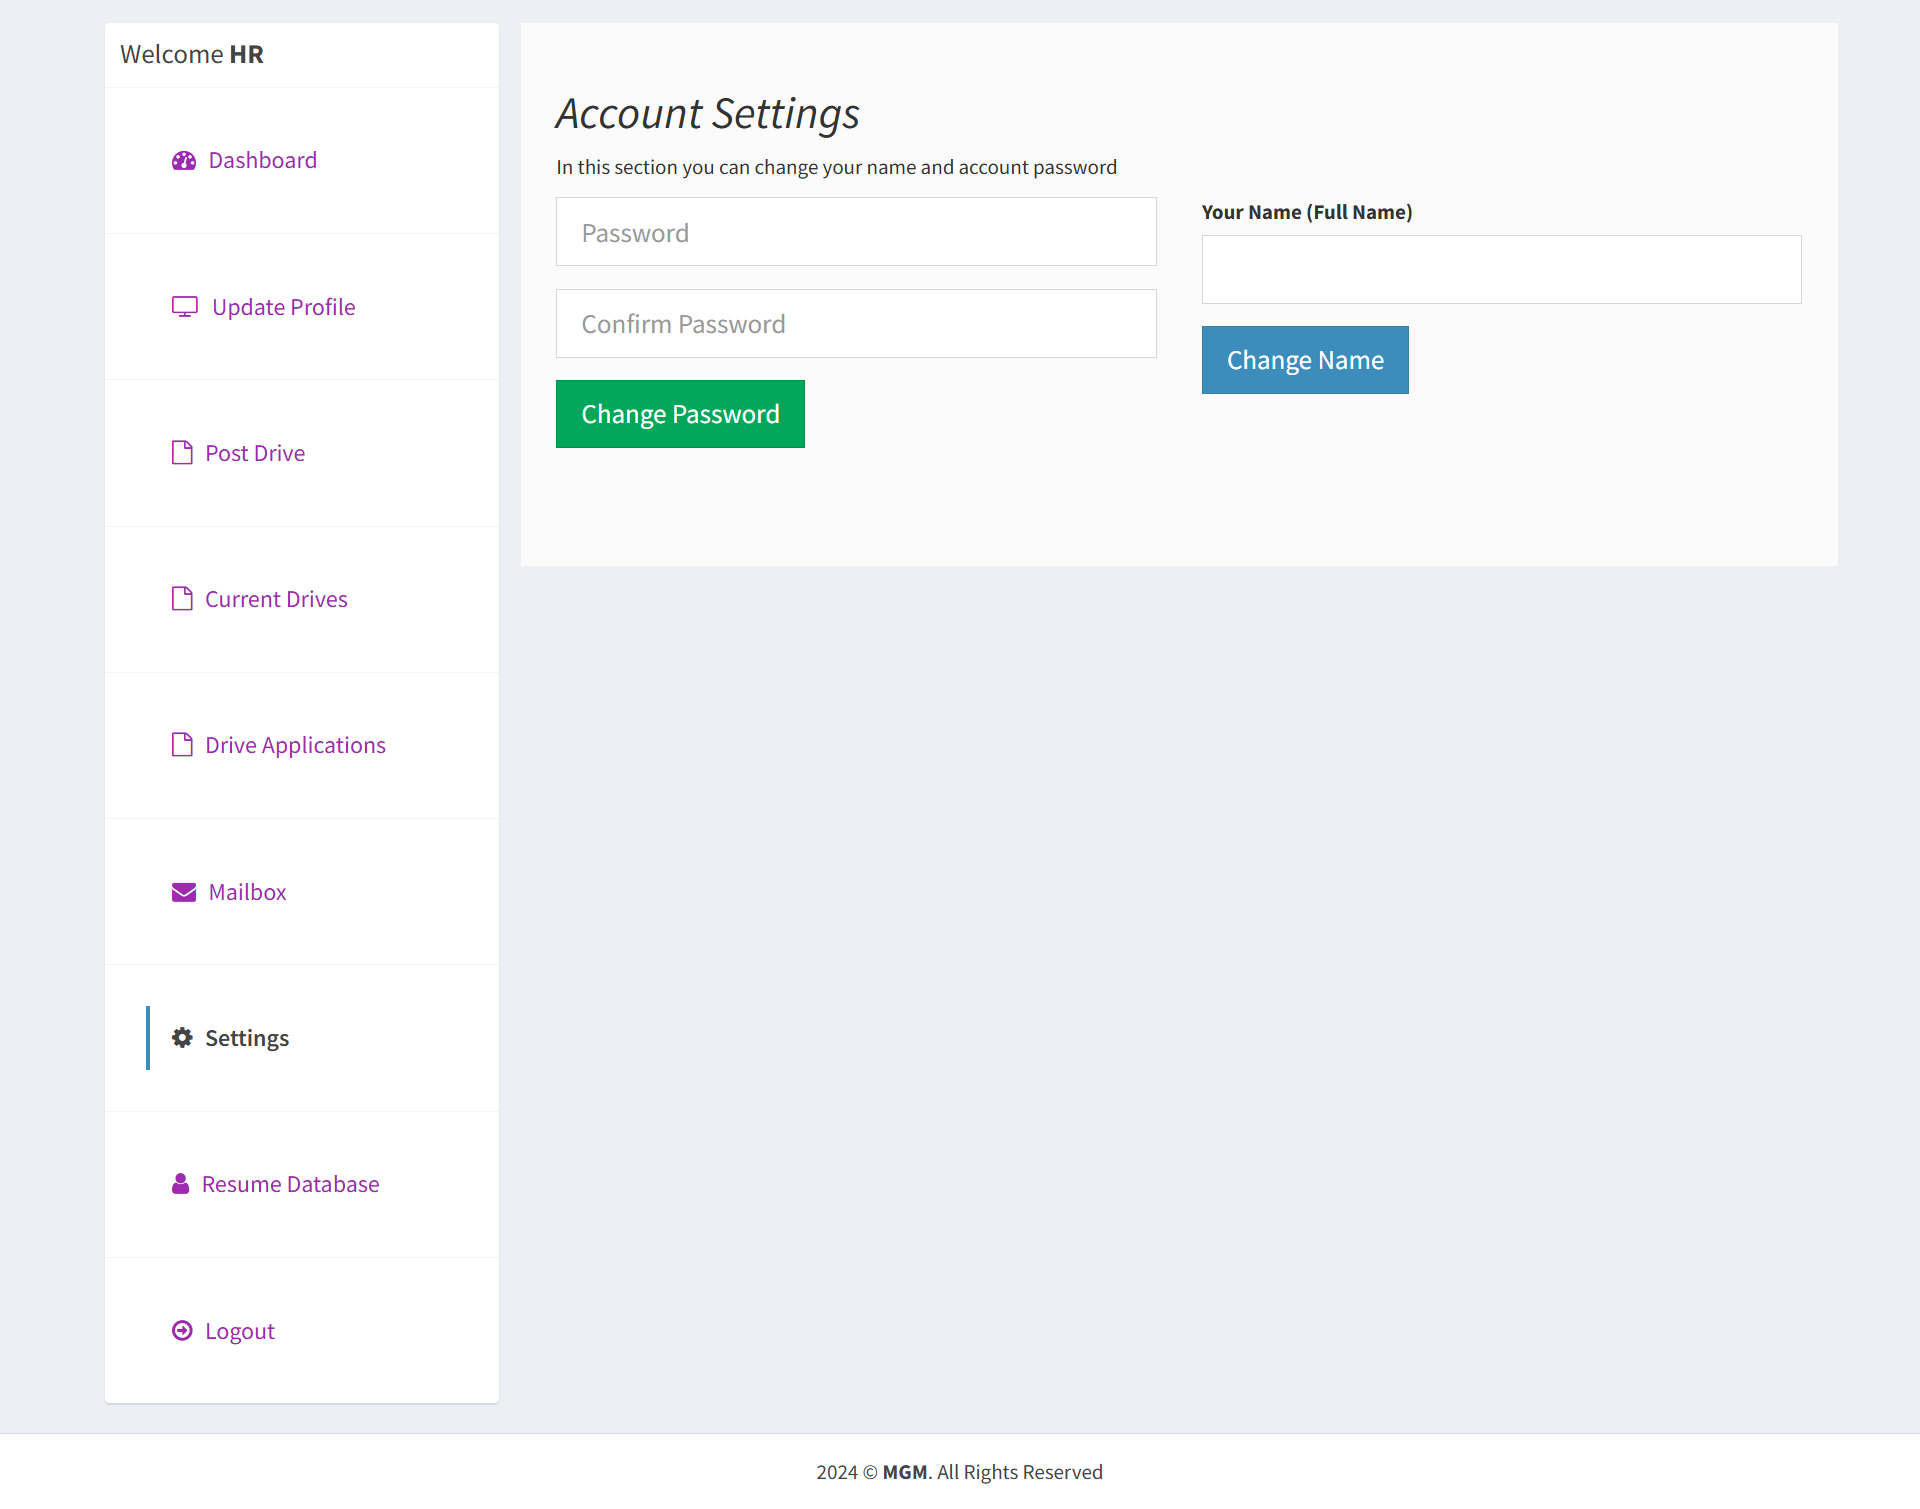 Welcome HR
Dashboard
Update Profile
Post Drive
Current Drives
Drive Applications
Mailbox
Settings
Resume Database
Logout
Account Settings
In this section you can change your name and account password
Password
Confirm Password
Change Password
Your Name (Full Name)
Change Name
2024 © MGM. All Rights Reserved